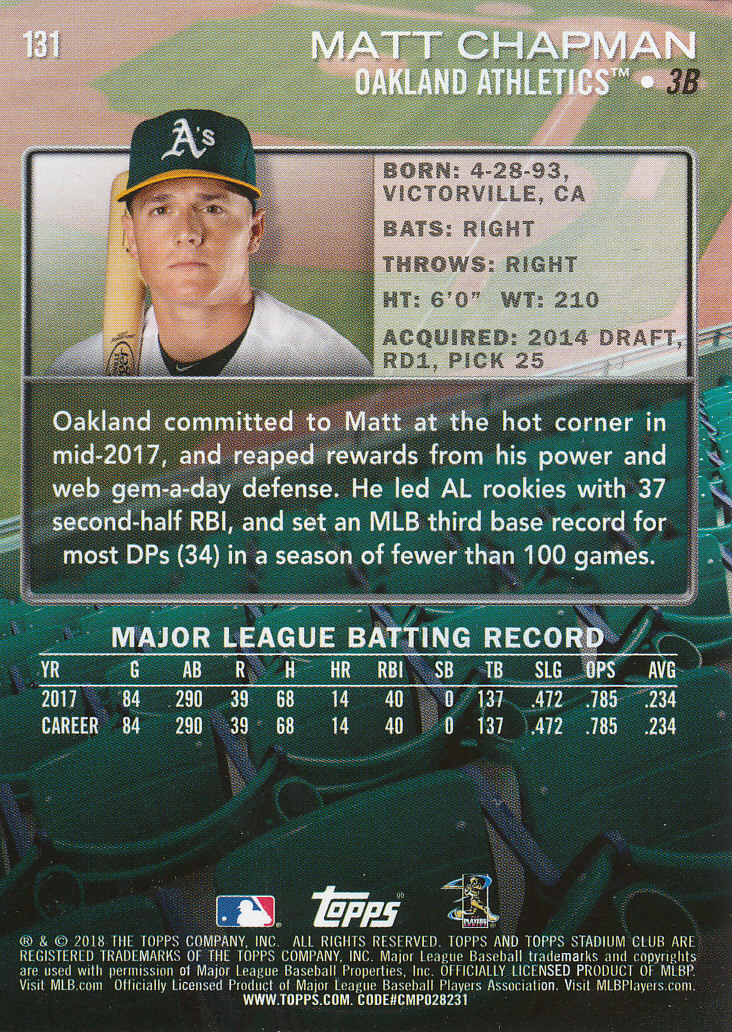 131
MATT CHAPMAN
OAKLAND ATHLETICS™ • 3B
A's
BORN: 4-28-93,
VICTORVILLE, CA
BATS: RIGHT
THROWS: RIGHT
HT: 6'0" WT: 210
ACQUIRED: 2014 DRAFT,
RD1, PICK 25
Oakland committed to Matt at the hot corner in
mid-2017, and reaped rewards from his power and
web gem-a-day defense. He led AL rookies with 37
second-half RBI, and set an MLB third base record for
most DPs (34) in a season of fewer than 100 games.
MAJOR LEAGUE BATTING RECORD
YR G AB R H HR RBI SB TB SLG OPS AVG
2017 84 290 39 68 14 40 0 137 .472 .785 .234
CAREER 84 290 39 68 14 40 0 137 .472 .785 .234
TOPPS®
PLAYERS
® & © 2018 THE TOPPS COMPANY, INC. ALL RIGHTS RESERVED. TOPPS AND TOPPS STADIUM CLUB ARE
REGISTERED TRADEMARKS OF THE TOPPS COMPANY, INC. Major League Baseball trademarks and copyrights
are used with permission of Major League Baseball Properties, Inc. OFFICIALLY LICENSED PRODUCT OF MLBP.
Visit MLB.com Officially Licensed Product of Major League Baseball Players Association. Visit MLBPlayers.com.
WWW.TOPPS.COM. CODE#CMP028231